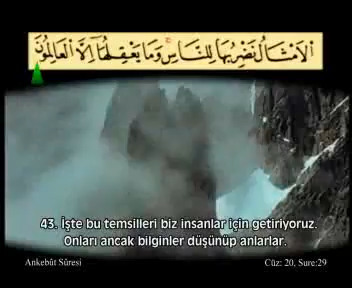 الْأَمْثَالُ نَضْرِبُهَا لِلنَّاسِ وَمَا يَعْقِلُهَا إِلَّا الْعَالِمُونَ
43. İşte bu temsilleri biz insanlar için getiriyoruz.
Onları ancak bilginler düşünüp anlarlar.
Ankebût Sûresi
Cüz: 20, Sure:29